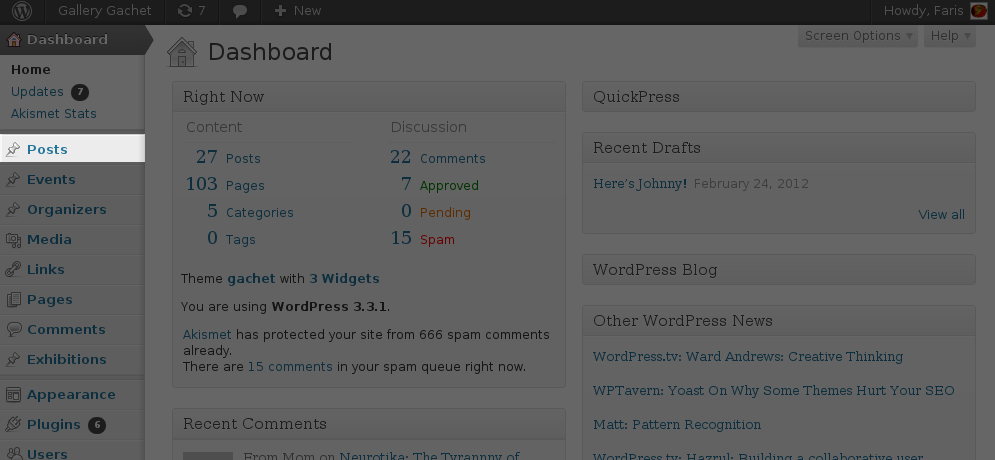 Gallery Gachet 7 New Howdy, Faris
Dashboard
Home
Updates 7
Akismet Stats
Posts
Events
Organizers
Media
Links
Pages
Comments
Exhibitions
Appearance
Plugins 6
Users
Screen Options Help
Dashboard
Right Now
Content Discussion
27 Posts 22 Comments
103 Pages 7 Approved
5 Categories 0 Pending
0 Tags 15 Spam
Theme gachet with 3 Widgets
You are using WordPress 3.3.1.
Akismet has protected your site from 666 spam comments
already.
There are 15 comments in your spam queue right now.
Recent Comments
From Mom on Neurotika: The Tyrannny of
QuickPress
Recent Drafts
Here's Johnny! February 24, 2012
View all
WordPress Blog
Other WordPress News
WordPress.tv: Ward Andrews: Creative Thinking
WPTavern: Yoast On Why Some Themes Hurt Your SEO
Matt: Pattern Recognition
WordPress.tv: Hazrul: Building a collaborative user